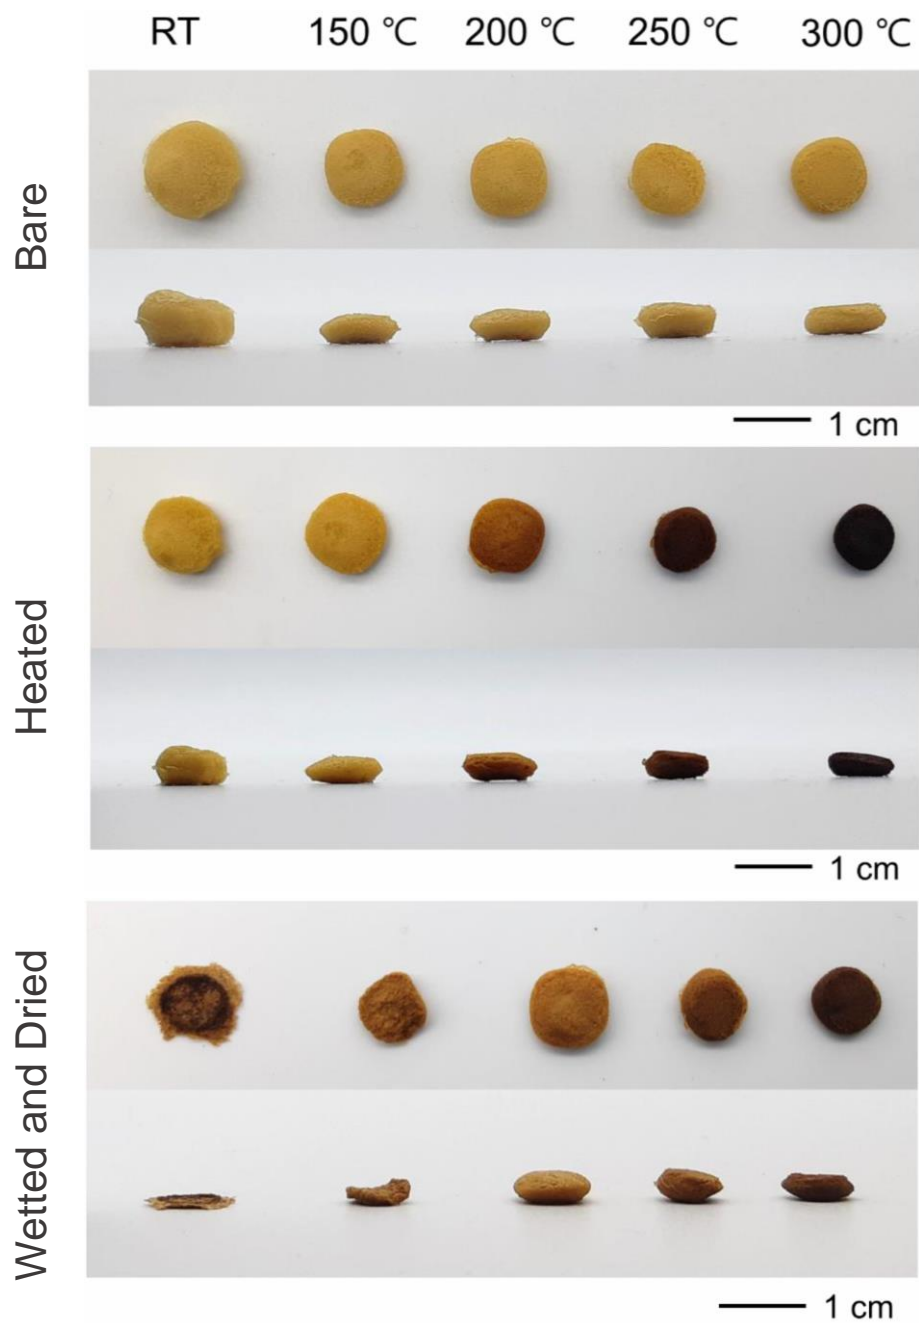 RT 150 ℃ 200 ℃ 250 ℃ 300 ℃
Bare
1 cm
Heated
1 cm
Wetted and Dried
1 cm